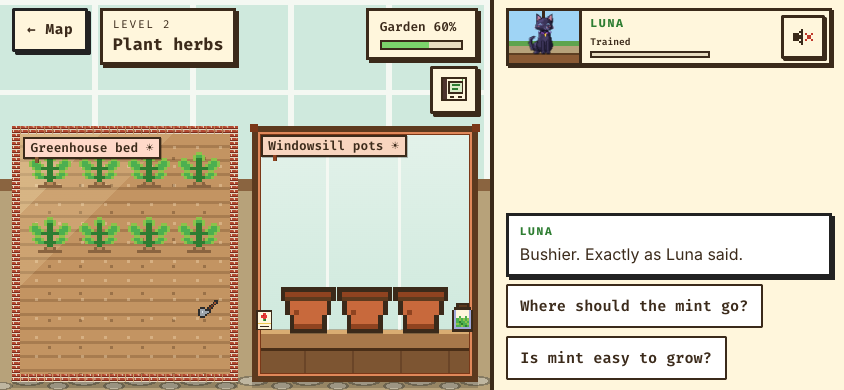 ← Map
LEVEL 2
Plant herbs
Garden 60%
Greenhouse bed ☀
Windowsill pots ☀
LUNA
Trained
LUNA
Bushier. Exactly as Luna said.
Where should the mint go?
Is mint easy to grow?